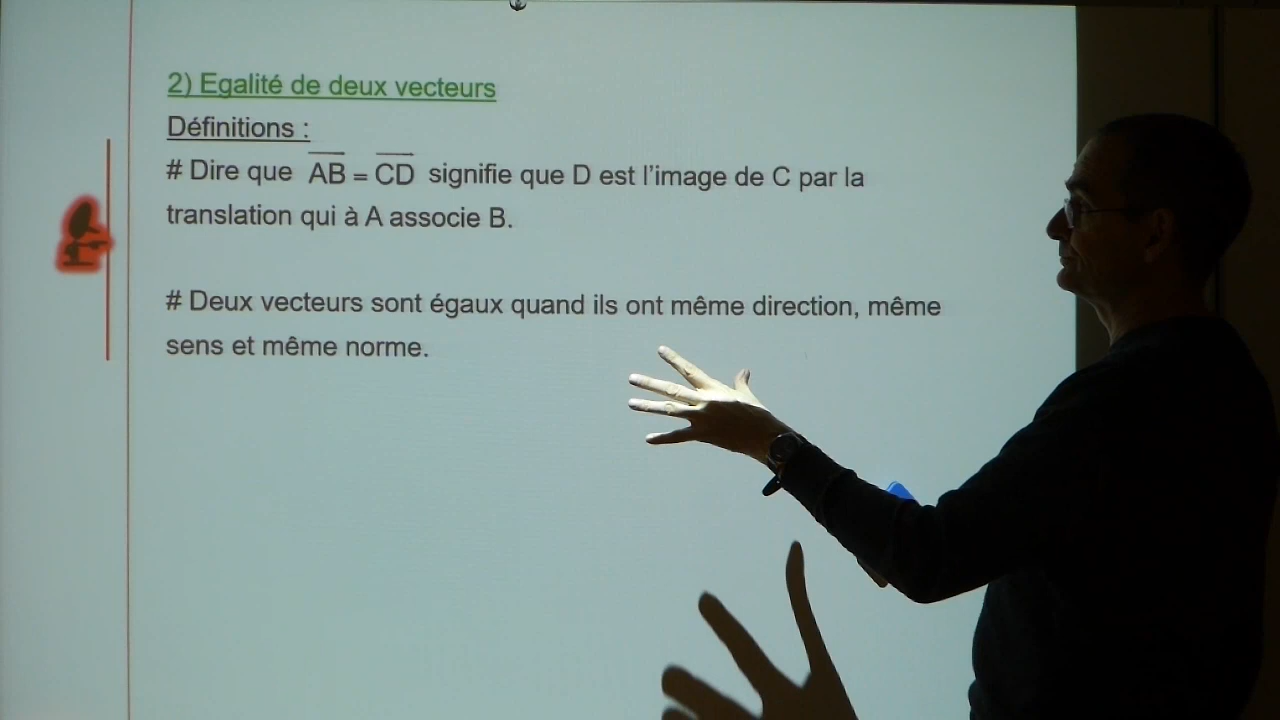 2) Egalité de deux vecteurs
Définitions :
# Dire que AB = CD signifie que D est l’image de C par la
translation qui à A associe B.
# Deux vecteurs sont égaux quand ils ont même direction, même
sens et même norme.